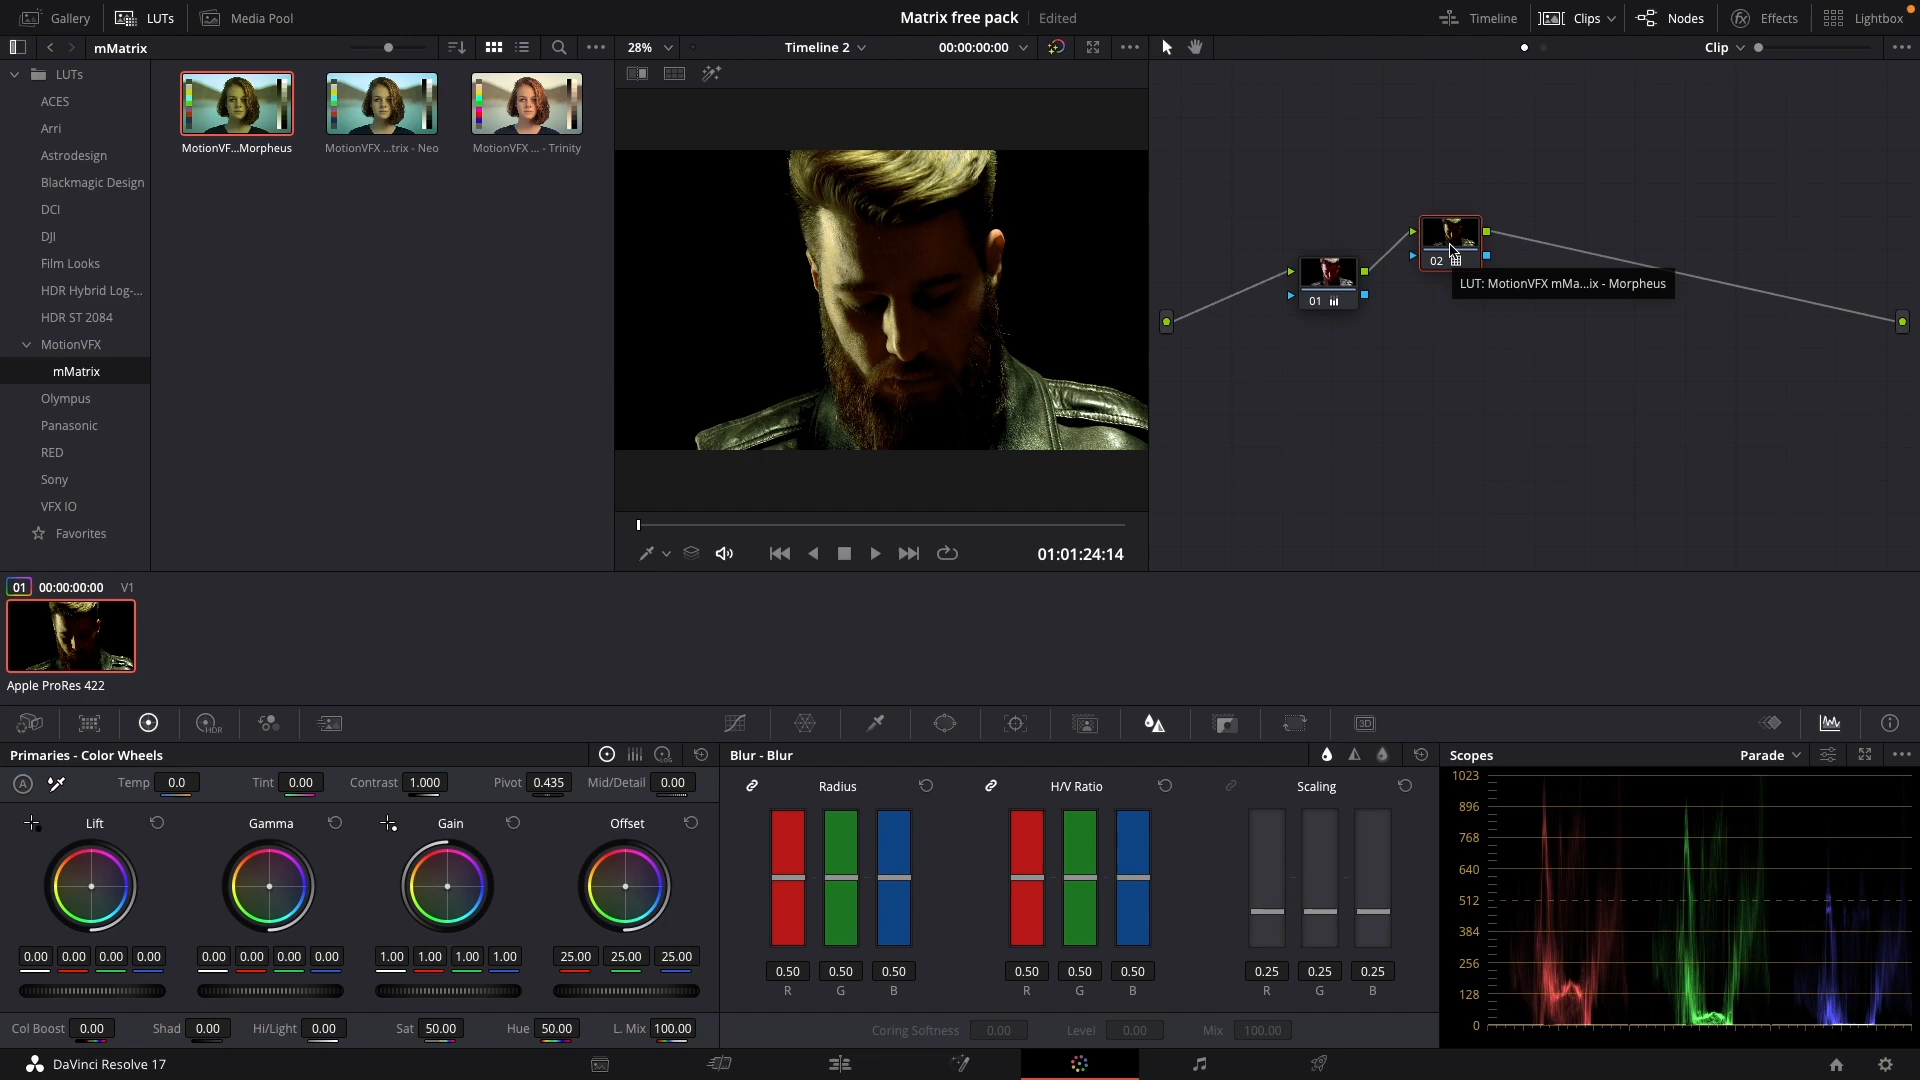 Gallery LUTs Media Pool Matrix free pack Edited Timeline Clips Nodes Effects Lightbox
mMatrix 28% Timeline 2 00:00:00:00 Clip
LUTs
ACES
Arri
Astrodesign
Blackmagic Design
DCI
DJI
Film Looks
HDR Hybrid Log-...
HDR ST 2084
MotionVFX
mMatrix
Olympus
Panasonic
RED
Sony
VFX IO
Favorites
MotionVF...Morpheus MotionVFX ...trix - Neo MotionVFX ... - Trinity
01
02
LUT: MotionVFX mMa...ix - Morpheus
01:01:24:14
01 00:00:00:00 V1
Apple ProRes 422
HDR
3D
Primaries - Color Wheels
LOG
A Temp 0.0 Tint 0.00 Contrast 1.000 Pivot 0.435 Mid/Detail 0.00
Lift Gamma Gain Offset
0.00 0.00 0.00 0.00 0.00 0.00 0.00 0.00 1.00 1.00 1.00 1.00 25.00 25.00 25.00
Col Boost 0.00 Shad 0.00 Hi/Light 0.00 Sat 50.00 Hue 50.00 L. Mix 100.00
Blur - Blur
Radius H/V Ratio Scaling
0.50 0.50 0.50 0.50 0.50 0.50 0.25 0.25 0.25
R G B R G B R G B
Coring Softness 0.00 Level 0.00 Mix 100.00
Scopes Parade
1023
896
768
640
512
384
256
128
0
DaVinci Resolve 17